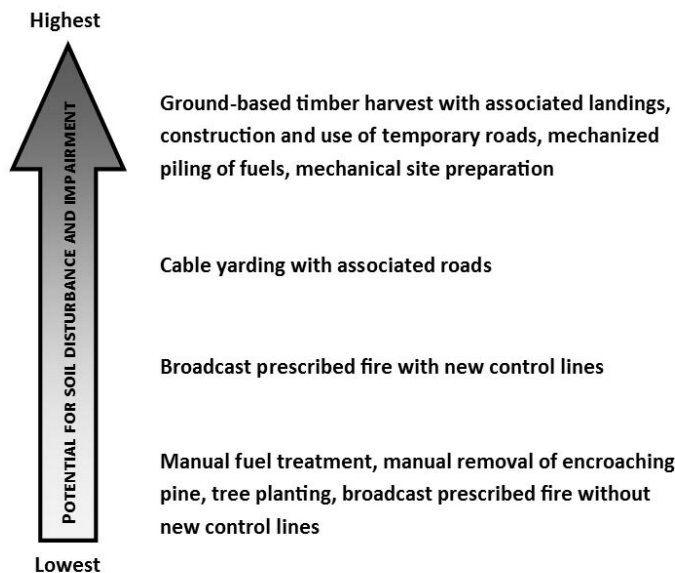 Highest
POTENTIAL FOR SOIL DISTURBANCE AND IMPAIRMENT
Ground-based timber harvest with associated landings,
construction and use of temporary roads, mechanized
piling of fuels, mechanical site preparation
Cable yarding with associated roads
Broadcast prescribed fire with new control lines
Manual fuel treatment, manual removal of encroaching
pine, tree planting, broadcast prescribed fire without
new control lines
Lowest